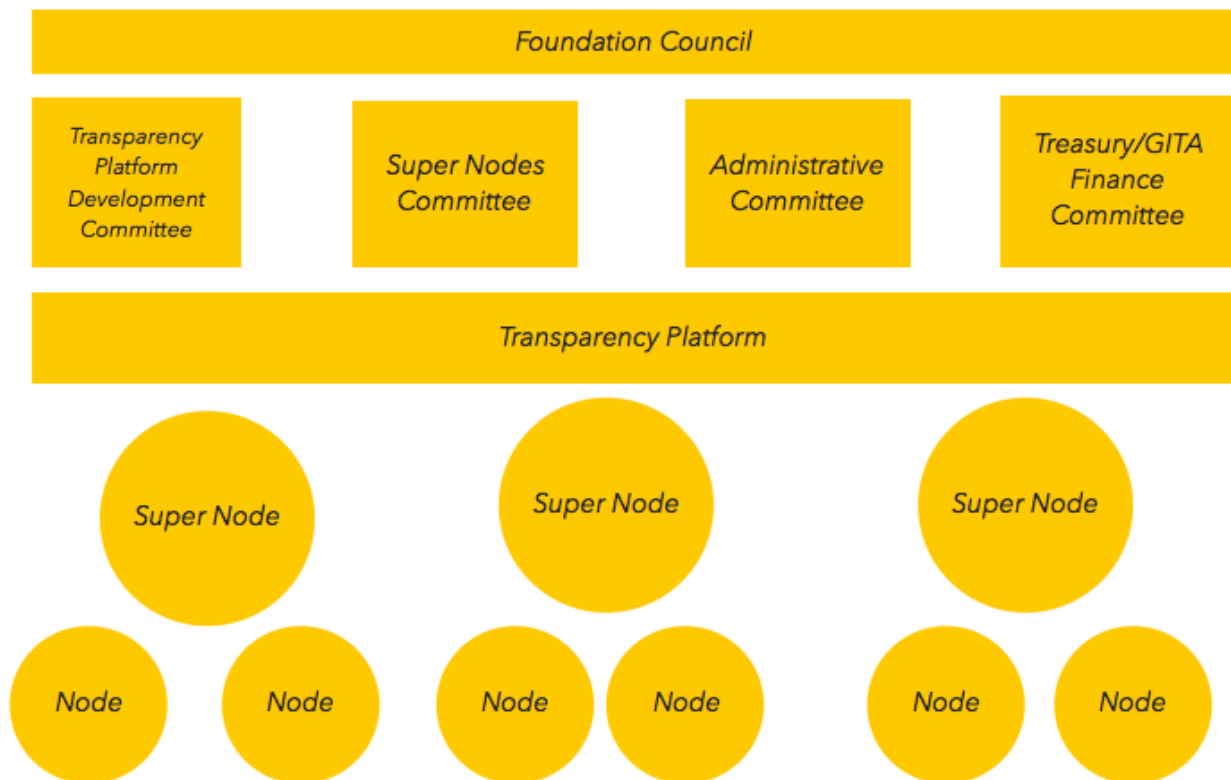 Foundation Council
Transparency
Platform
Development
Committee
Super Nodes
Committee
Administrative
Committee
Treasury/GITA
Finance
Committee
Transparency Platform
Super Node
Super Node
Super Node
Node
Node
Node
Node
Node
Node